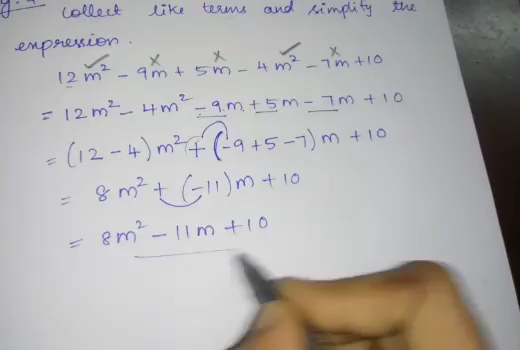 collect like terms and simplify the
expression.
12m² - 9m + 5m - 4m² - 7m + 10
= 12m² - 4m² - 9m + 5m - 7m + 10
= (12 - 4) m² + (-9 + 5 - 7) m + 10
= 8m² + (-11) m + 10
= 8m² - 11m + 10